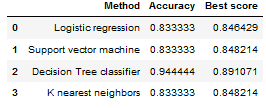 Method Accuracy Best score
0 Logistic regression 0.833333 0.846429
1 Support vector machine 0.833333 0.848214
2 Decision Tree classifier 0.944444 0.891071
3 K nearest neighbors 0.833333 0.848214